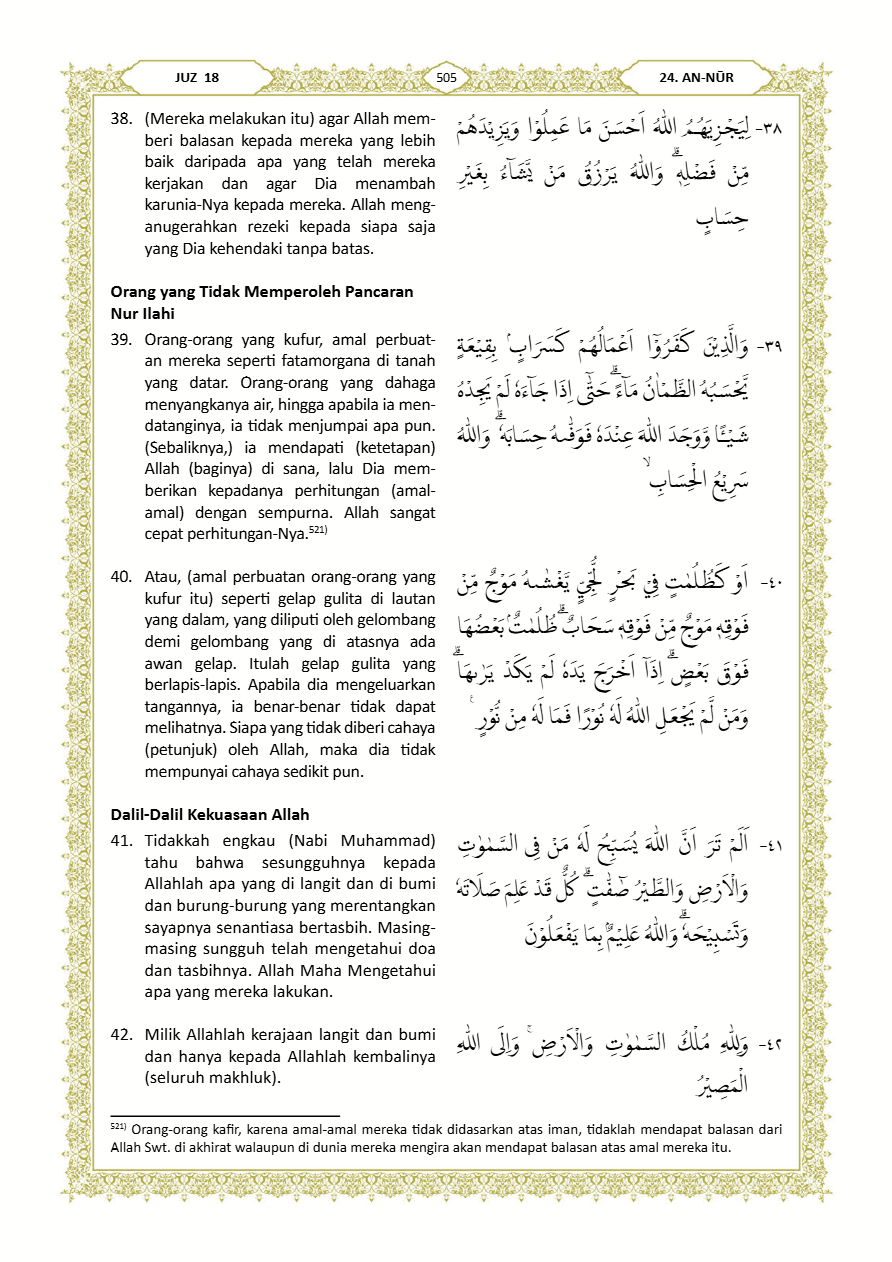 JUZ 18
505
24. AN-NŪR
38. (Mereka melakukan itu) agar Allah mem-
beri balasan kepada mereka yang lebih
baik daripada apa yang telah mereka
kerjakan dan agar Dia menambah
karunia-Nya kepada mereka. Allah meng-
anugerahkan rezeki kepada siapa saja
yang Dia kehendaki tanpa batas.
٣٨- لِيَجْزِيَهُمُ اللّٰهُ اَحْسَنَ مَا عَمِلُوْا وَيَزِيْدَهُمْ
مِّنْ فَضْلِهٖۗ وَاللّٰهُ يَرْزُقُ مَنْ يَّشَاۤءُ بِغَيْرِ
حِسَابٍ
Orang yang Tidak Memperoleh Pancaran
Nur Ilahi
39. Orang-orang yang kufur, amal perbuat-
an mereka seperti fatamorgana di tanah
yang datar. Orang-orang yang dahaga
menyangkanya air, hingga apabila ia men-
datanginya, ia tidak menjumpai apa pun.
(Sebaliknya,) ia mendapati (ketetapan)
Allah (baginya) di sana, lalu Dia mem-
berikan kepadanya perhitungan (amal-
amal) dengan sempurna. Allah sangat
cepat perhitungan-Nya.521)
٣٩- وَالَّذِيْنَ كَفَرُوْٓا اَعْمَالُهُمْ كَسَرَابٍۢ بِقِيْعَةٍ
يَّحْسَبُهُ الظَّمْاٰنُ مَاۤءًۗ حَتّٰٓى اِذَا جَاۤءَهٗ لَمْ يَجِدْهُ
شَيْـًٔا وَّوَجَدَ اللّٰهَ عِنْدَهٗ فَوَفّٰىهُ حِسَابَهٗۗ وَاللّٰهُ
سَرِيْعُ الْحِسَابِۙ
40. Atau, (amal perbuatan orang-orang yang
kufur itu) seperti gelap gulita di lautan
yang dalam, yang diliputi oleh gelombang
demi gelombang yang di atasnya ada
awan gelap. Itulah gelap gulita yang
berlapis-lapis. Apabila dia mengeluarkan
tangannya, ia benar-benar tidak dapat
melihatnya. Siapa yang tidak diberi cahaya
(petunjuk) oleh Allah, maka dia tidak
mempunyai cahaya sedikit pun.
٤٠- اَوْ كَظُلُمٰتٍ فِيْ بَحْرٍ لُّجِّيٍّ يَّغْشٰىهُ مَوْجٌ مِّنْ
فَوْقِهٖ مَوْجٌ مِّنْ فَوْقِهٖ سَحَابٌۗ ظُلُمٰتٌۢ بَعْضُهَا
فَوْقَ بَعْضٍۗ اِذَآ اَخْرَجَ يَدَهٗ لَمْ يَكَدْ يَرٰىهَاۗ
وَمَنْ لَّمْ يَجْعَلِ اللّٰهُ لَهٗ نُوْرًا فَمَا لَهٗ مِنْ نُّوْرٍ ࣖ
Dalil-Dalil Kekuasaan Allah
41. Tidakkah engkau (Nabi Muhammad)
tahu bahwa sesungguhnya kepada
Allahlah apa yang di langit dan di bumi
dan burung-burung yang merentangkan
sayapnya senantiasa bertasbih. Masing-
masing sungguh telah mengetahui doa
dan tasbihnya. Allah Maha Mengetahui
apa yang mereka lakukan.
٤١- اَلَمْ تَرَ اَنَّ اللّٰهَ يُسَبِّحُ لَهٗ مَنْ فِى السَّمٰوٰتِ
وَالْاَرْضِ وَالطَّيْرُ صٰۤفّٰتٍۗ كُلٌّ قَدْ عَلِمَ صَلَاتَهٗ
وَتَسْبِيْحَهٗۗ وَاللّٰهُ عَلِيْمٌۢ بِمَا يَفْعَلُوْنَ
42. Milik Allahlah kerajaan langit dan bumi
dan hanya kepada Allahlah kembalinya
(seluruh makhluk).
٤٢- وَلِلّٰهِ مُلْكُ السَّمٰوٰتِ وَالْاَرْضِۚ وَاِلَى اللّٰهِ
الْمَصِيْرُ
521) Orang-orang kafir, karena amal-amal mereka tidak didasarkan atas iman, tidaklah mendapat balasan dari
Allah Swt. di akhirat walaupun di dunia mereka mengira akan mendapat balasan atas amal mereka itu.